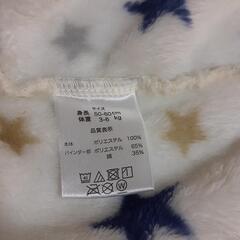 サイズ
身長 50-60cm
体重 3-6 kg
品質表示
本体 ポリエステル 100%
バインダー部 ポリエステル 65%
綿 35%